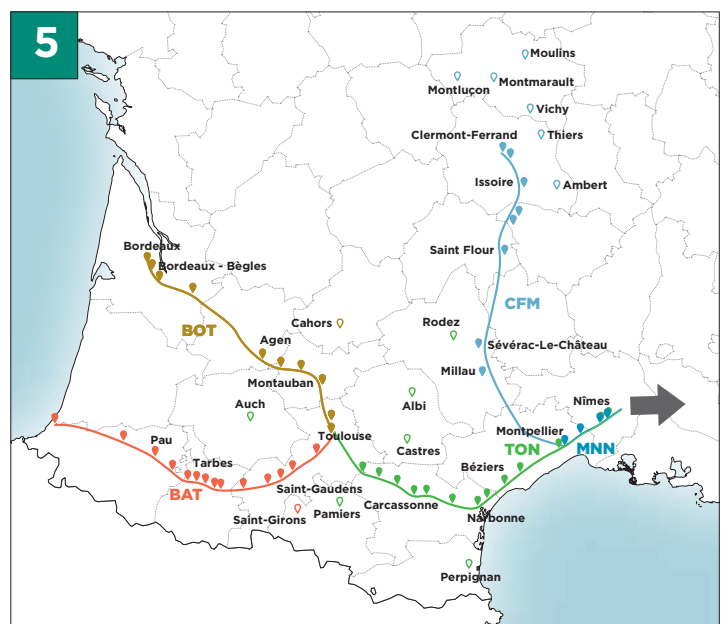 5
Moulins
Montluçon
Montmarault
Vichy
Clermont-Ferrand
Thiers
Issoire
Ambert
Bordeaux
Saint Flour
Bordeaux - Bègles
CFM
BOT
Cahors
Rodez
Agen
Sévérac-Le-Château
Montauban
Millau
Auch
Albi
Nîmes
Pau
Toulouse
Castres
Montpellier
TON
MNN
Tarbes
Béziers
BAT
Saint-Gaudens
Carcassonne
Saint-Girons
Pamiers
Narbonne
Perpignan